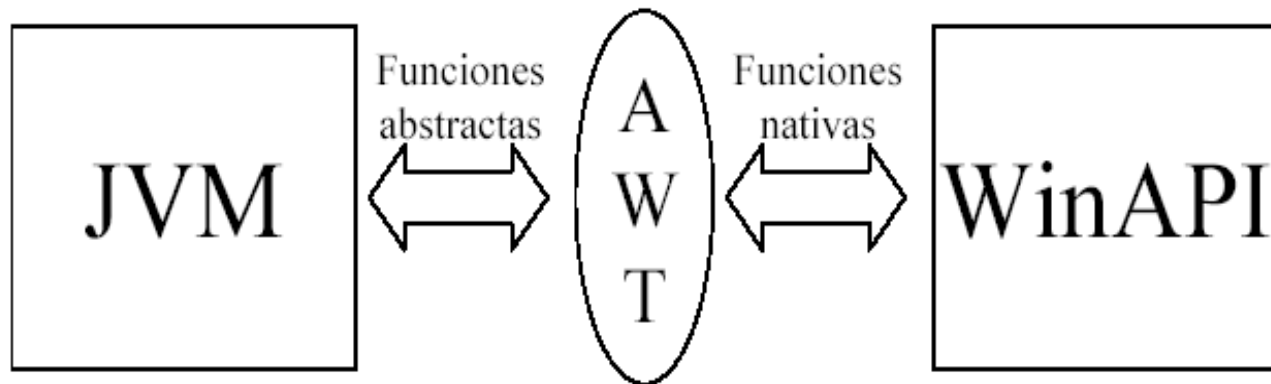 JVM
Funciones
abstractas
A
W
T
Funciones
nativas
WinAPI